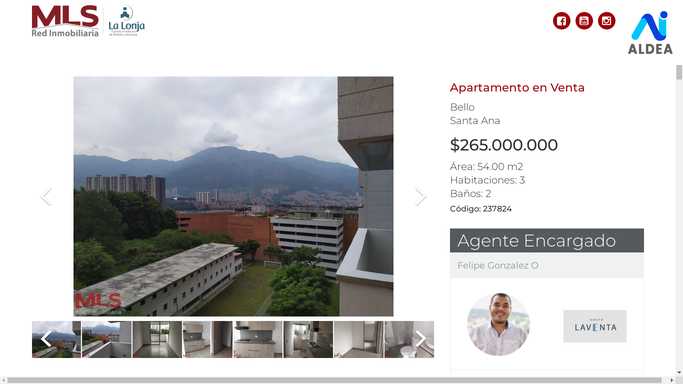 MLS
Red Inmobiliaria
La Lonja
ALDEA
Apartamento en Venta
Bello
Santa Ana
$265.000.000
Área: 54.00 m2
Habitaciones: 3
Baños: 2
Código: 237824
Agente Encargado
Felipe Gonzalez O
MLS
LAVENTA